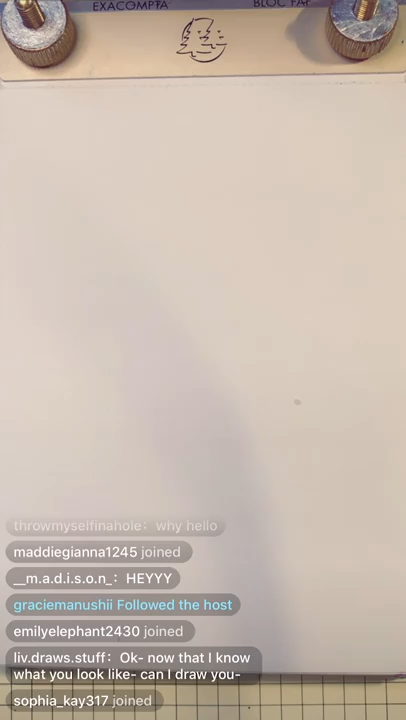 EXACOMPTA
BLOC FAF
throwmyselfinahole: why hello
maddiegianna1245 joined
__m.a.d.i.s.o.n_: HEYYY
graciemanushii Followed the host
emilyelephant2430 joined
liv.draws.stuff: Ok- now that I know
what you look like- can I draw you-
sophia_kay317 joined